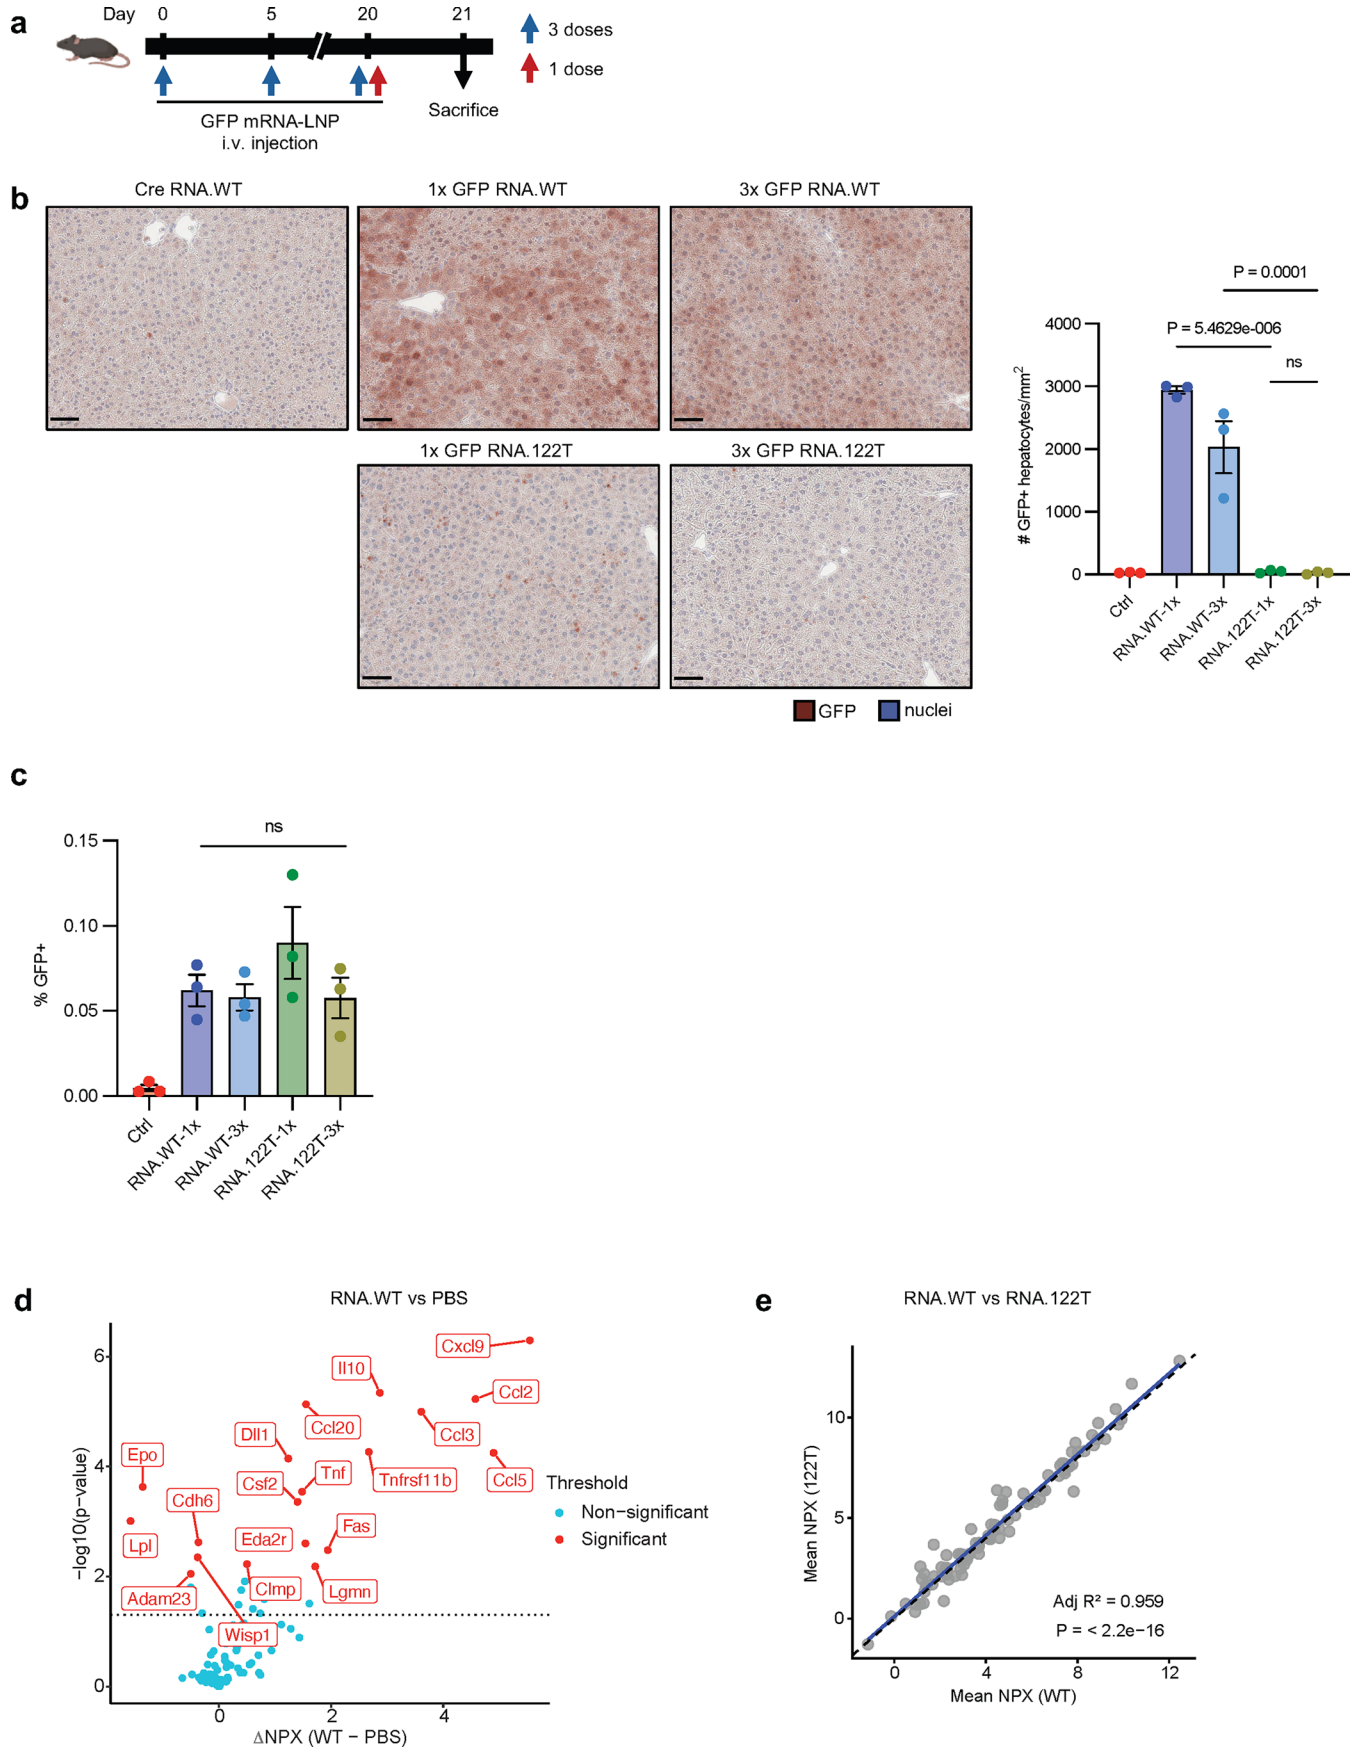 a
Day 0 5 20 21
3 doses
1 dose
Sacrifice
GFP mRNA-LNP
i.v. injection
b
Cre RNA.WT
1x GFP RNA.WT
3x GFP RNA.WT
1x GFP RNA.122T
3x GFP RNA.122T
GFP nuclei
P = 0.0001
P = 5.4629e-006
ns
# GFP+ hepatocytes/mm2
4000
3000
2000
1000
0
Ctrl
RNA.WT-1x
RNA.WT-3x
RNA.122T-1x
RNA.122T-3x
c
ns
% GFP+
0.15
0.10
0.05
0.00
Ctrl
RNA.WT-1x
RNA.WT-3x
RNA.122T-1x
RNA.122T-3x
d
RNA.WT vs PBS
−log10(p−value)
6
4
2
0
Cxcl9
Il10
Ccl2
Ccl20
Ccl3
Dll1
Epo
Tnf
Tnfrsf11b
Ccl5
Csf2
Cdh6
Fas
Eda2r
Lpl
Clmp
Lgmn
Adam23
Wisp1
0 2 4
ΔNPX (WT − PBS)
Threshold
Non−significant
Significant
e
RNA.WT vs RNA.122T
Mean NPX (122T)
10
5
0
Adj R² = 0.959
P = < 2.2e−16
0 4 8 12
Mean NPX (WT)